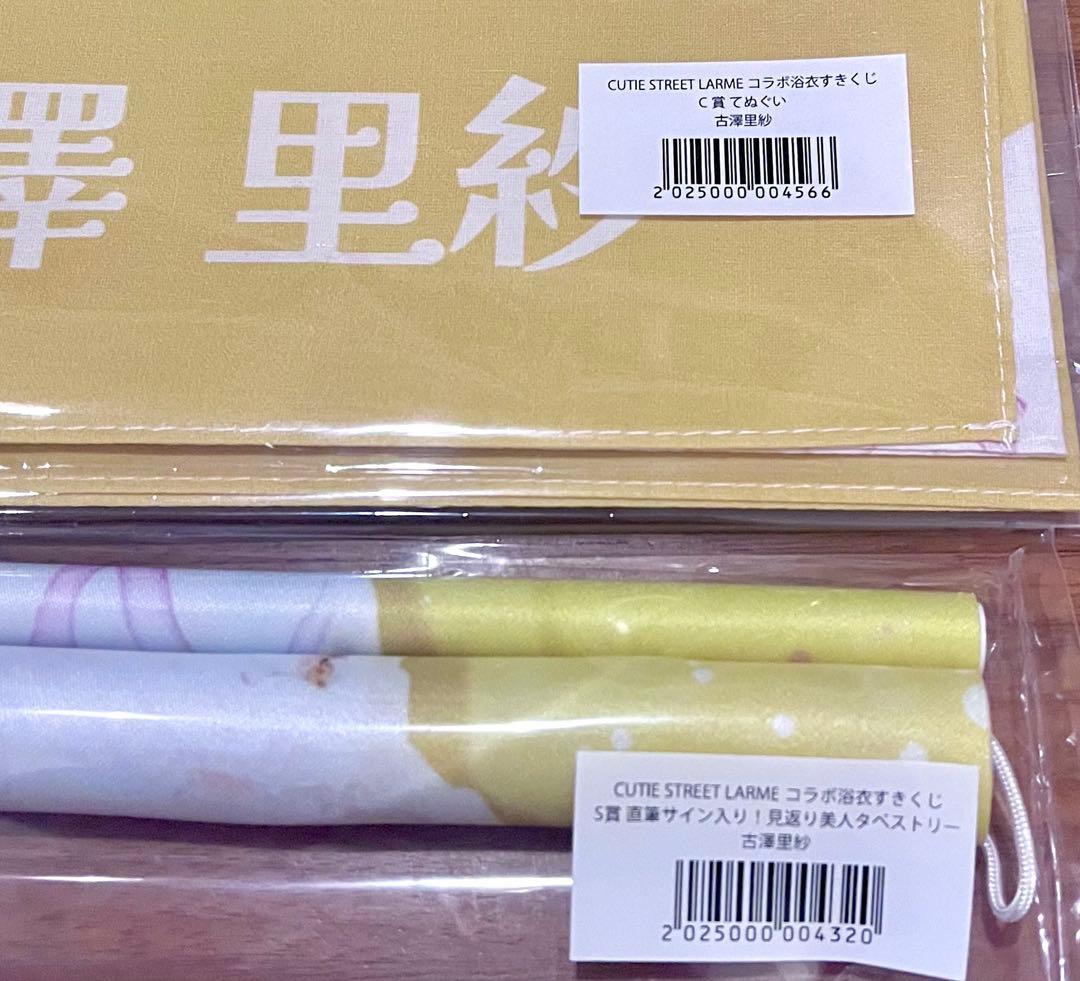 澤 里紗
CUTIE STREET LARME コラボ浴衣すきくじ
C 賞 てぬぐい
古澤里紗
2 025000 004566
CUTIE STREET LARME コラボ浴衣すきくじ
S賞 直筆サイン入り！見返り美人タペストリー
古澤里紗
2 025000 004320